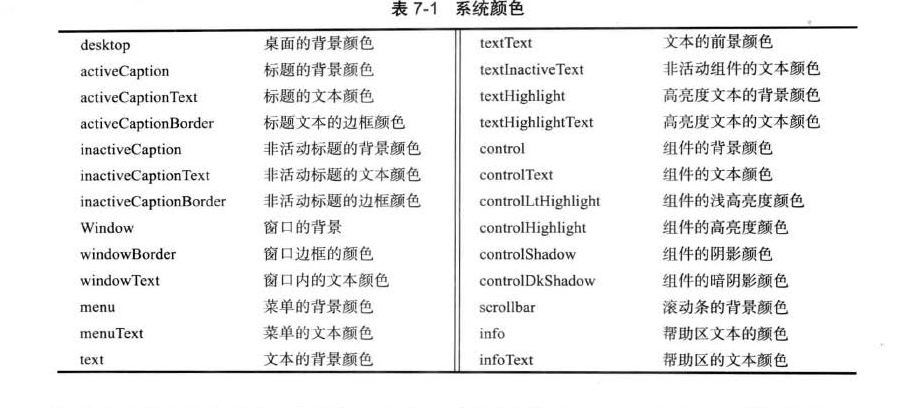 表 7-1 系统颜色
desktop 桌面的背景颜色 textText 文本的前景颜色
activeCaption 标题的背景颜色 textInactiveText 非活动组件的文本颜色
activeCaptionText 标题的文本颜色 textHighlight 高亮度文本的背景颜色
activeCaptionBorder 标题文本的边框颜色 textHighlightText 高亮度文本的文本颜色
inactiveCaption 非活动标题的背景颜色 control 组件的背景颜色
inactiveCaptionText 非活动标题的文本颜色 controlText 组件的文本颜色
inactiveCaptionBorder 非活动标题的边框颜色 controlLtHighlight 组件的浅高亮度颜色
Window 窗口的背景 controlHighlight 组件的高亮度颜色
windowBorder 窗口边框的颜色 controlShadow 组件的阴影颜色
windowText 窗口内的文本颜色 controlDkShadow 组件的暗阴影颜色
menu 菜单的背景颜色 scrollbar 滚动条的背景颜色
menuText 菜单的文本颜色 info 帮助区文本的颜色
text 文本的背景颜色 infoText 帮助区的文本颜色